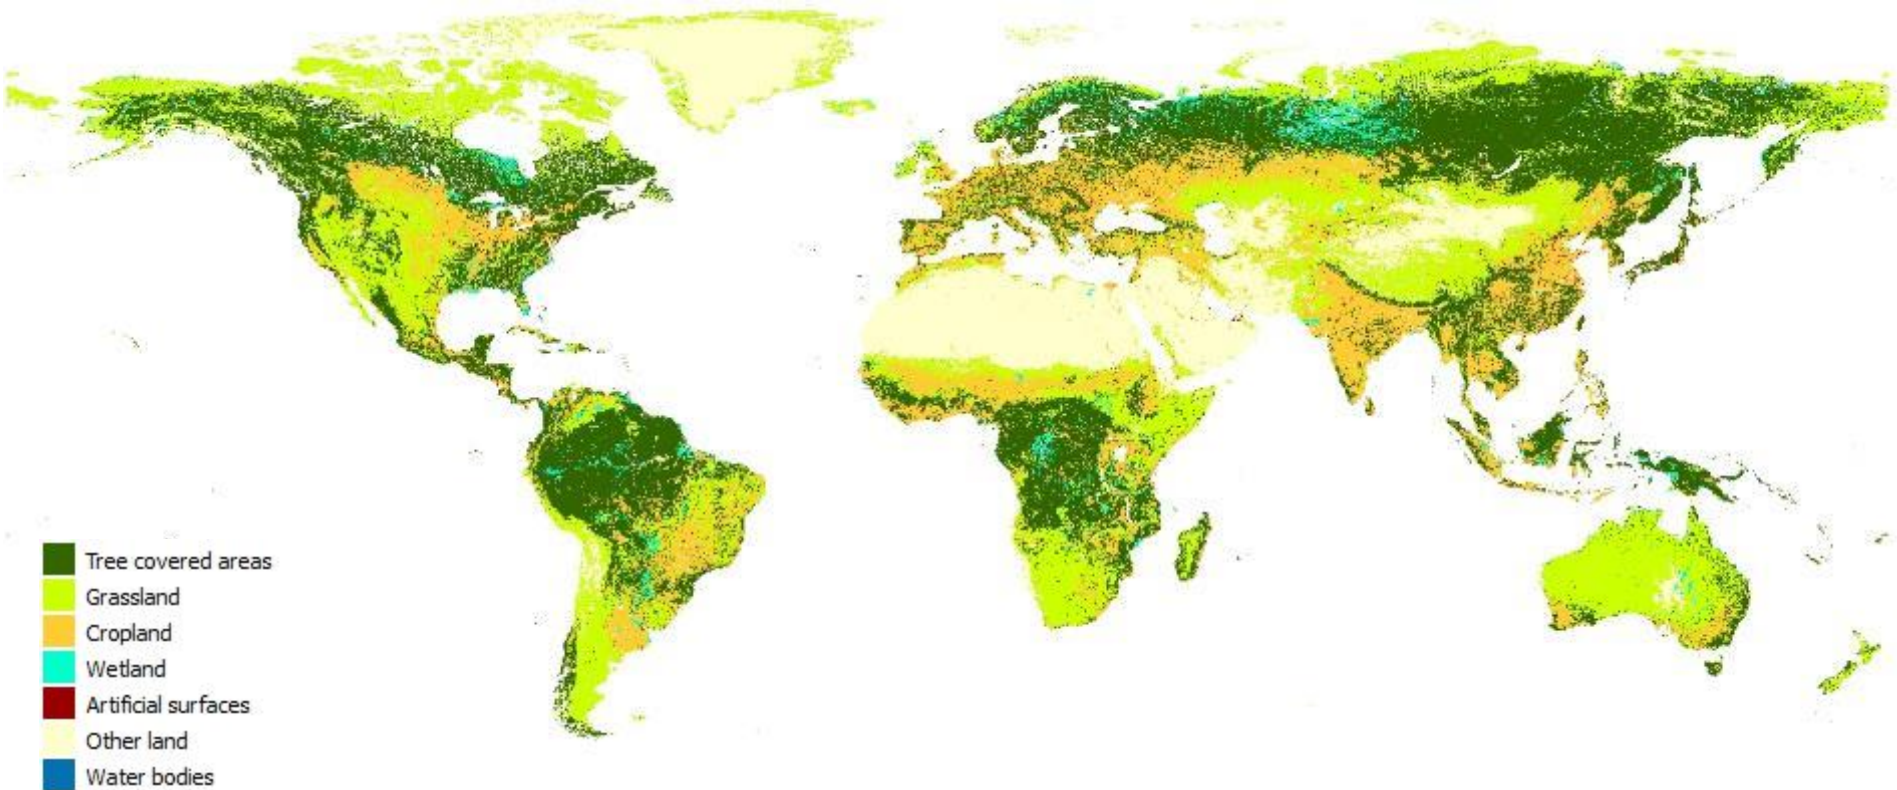 Tree covered areas
Grassland
Cropland
Wetland
Artificial surfaces
Other land
Water bodies